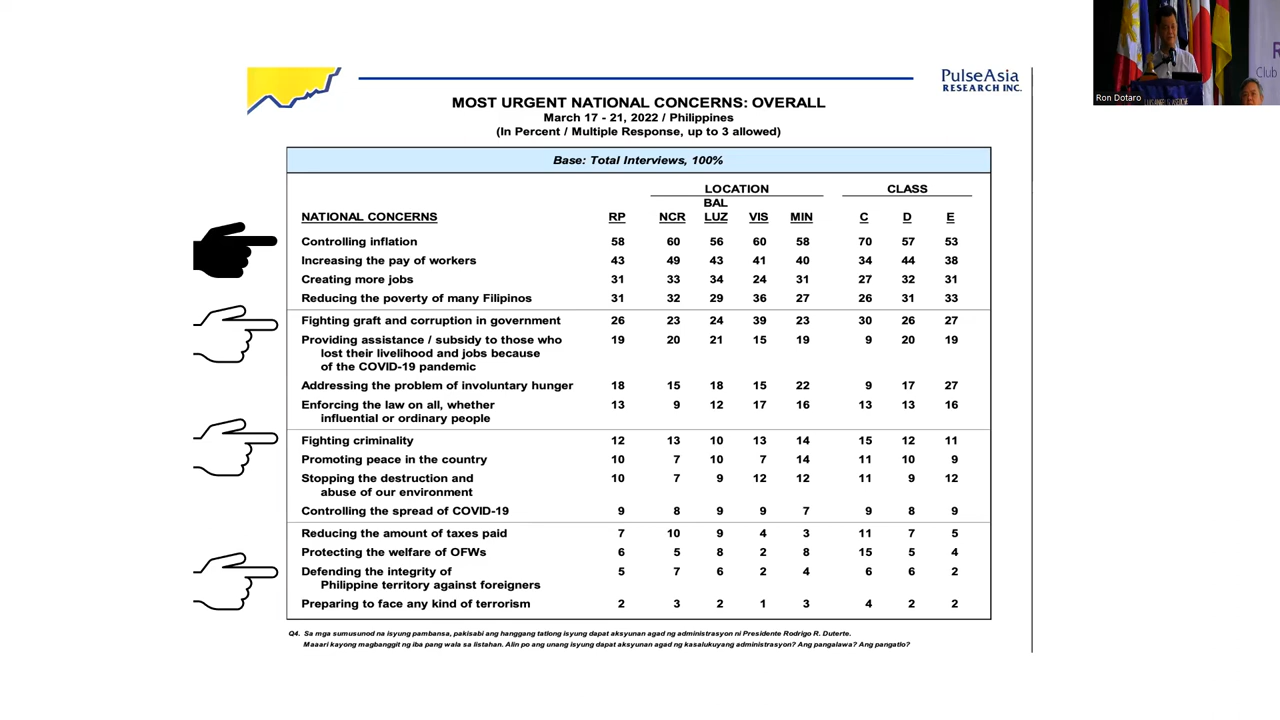 PulseAsia
RESEARCH INC.
MOST URGENT NATIONAL CONCERNS: OVERALL
March 17 - 21, 2022 / Philippines
(In Percent / Multiple Response, up to 3 allowed)
Base: Total Interviews, 100%
LOCATION CLASS
NATIONAL CONCERNS RP NCR BAL LUZ VIS MIN C D E
Controlling inflation 58 60 56 60 58 70 57 53
Increasing the pay of workers 43 49 43 41 40 34 44 38
Creating more jobs 31 33 34 24 31 27 32 31
Reducing the poverty of many Filipinos 31 32 29 36 27 26 31 33
Fighting graft and corruption in government 26 23 24 39 23 30 26 27
Providing assistance / subsidy to those who 19 20 21 15 19 9 20 19
lost their livelihood and jobs because
of the COVID-19 pandemic
Addressing the problem of involuntary hunger 18 15 18 15 22 9 17 27
Enforcing the law on all, whether 13 9 12 17 16 13 13 16
influential or ordinary people
Fighting criminality 12 13 10 13 14 15 12 11
Promoting peace in the country 10 7 10 7 14 11 10 9
Stopping the destruction and 10 7 9 12 12 11 9 12
abuse of our environment
Controlling the spread of COVID-19 9 8 9 9 7 9 8 9
Reducing the amount of taxes paid 7 10 9 4 3 11 7 5
Protecting the welfare of OFWs 6 5 8 2 8 15 5 4
Defending the integrity of 5 7 6 2 4 6 6 2
Philippine territory against foreigners
Preparing to face any kind of terrorism 2 3 2 1 3 4 2 2
Q4. Sa mga sumusunod na isyung pambansa, pakisabi ang hanggang tatlong isyung dapat aksyunan agad ng administrasyon ni Presidente Rodrigo R. Duterte.
Maaari kayong magbanggit ng iba pang wala sa listahan. Alin po ang unang isyung dapat aksyunan agad ng kasalukuyang administrasyon? Ang pangalawa? Ang pangatlo?
R
Club
Ron Dotaro